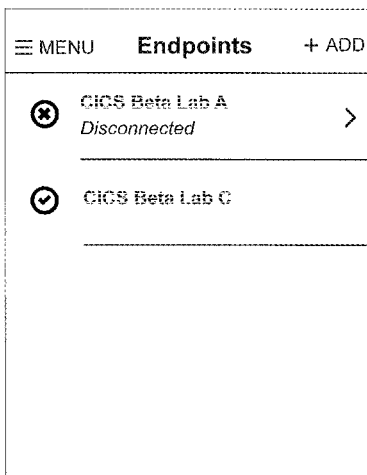 MENU Endpoints + ADD
CICS Beta Lab A
Disconnected
CICS Beta Lab C